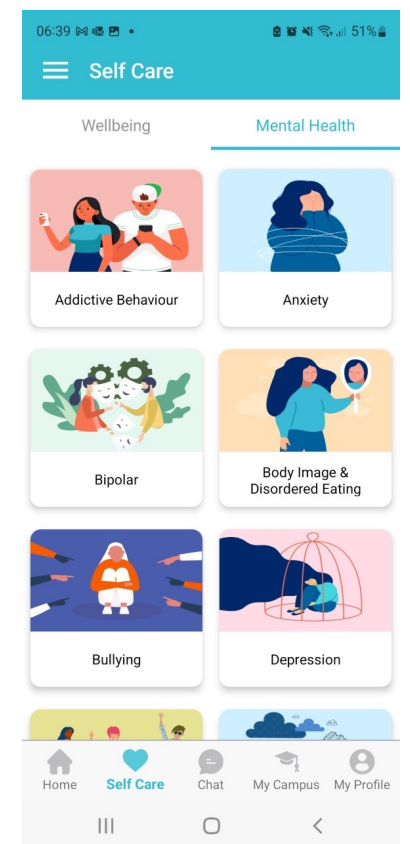 06:39 51%
Self Care
Wellbeing Mental Health
Addictive Behaviour Anxiety
Bipolar Body Image &
Disordered Eating
Bullying Depression
Home Self Care Chat My Campus My Profile